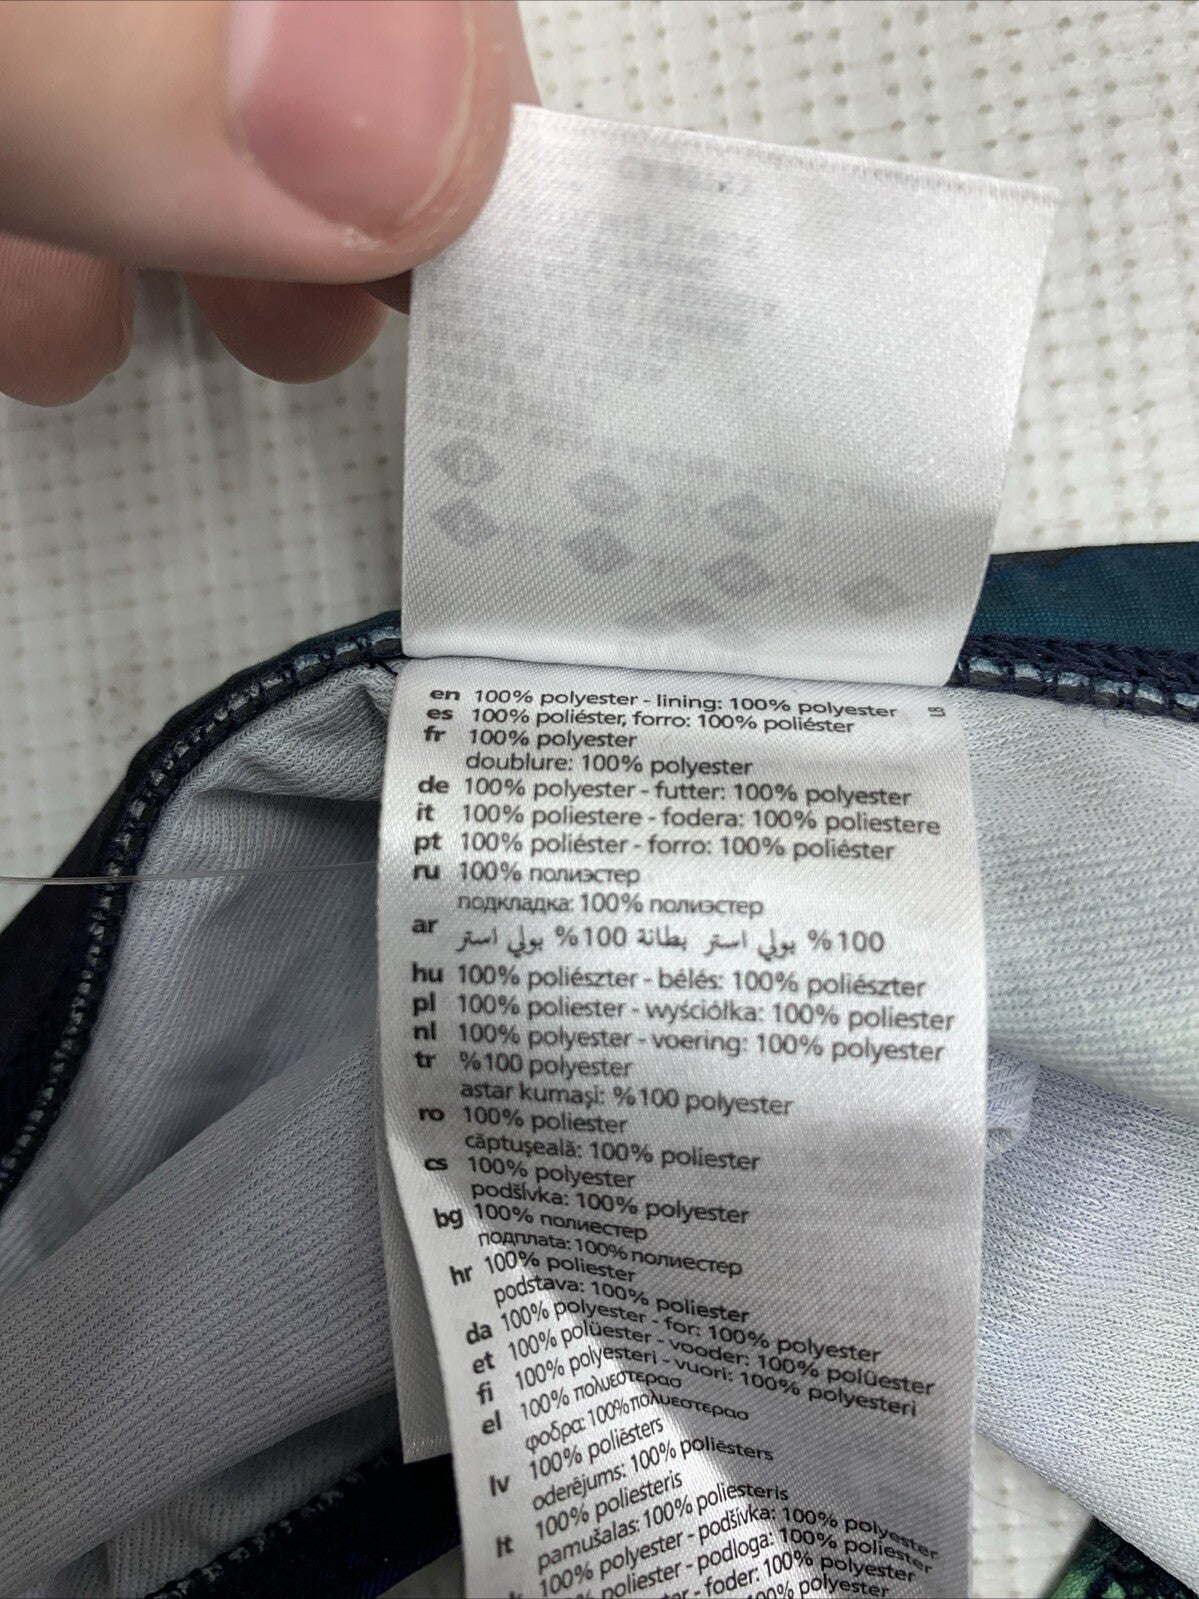 en 100% polyester - lining: 100% polyester
es 100% poliéster, forro: 100% poliéster
fr 100% polyester
doublure: 100% polyester
de 100% polyester - futter: 100% polyester
it 100% poliestere - fodera: 100% poliestere
pt 100% poliéster - forro: 100% poliéster
ru 100% полиэстер
подкладка: 100% полиэстер
ar 100% بولي استر بطانة 100% بولي استر
hu 100% poliészter - bélés: 100% poliészter
pl 100% poliester - wyściółka: 100% poliester
nl 100% polyester - voering: 100% polyester
tr %100 polyester
astar kumaşi: %100 polyester
ro 100% poliester
căptuşeală: 100% poliester
cs 100% polyester
podšívka: 100% polyester
bg 100% полиестер
подплата: 100% полиестер
hr 100% poliester
podstava: 100% poliester
da 100% polyester - for: 100% polyester
et 100% polüester - vooder: 100% polüester
fi 100% polyesteri - vuori: 100% polyesteri
el 100% πολυεστερασ
φοδρα: 100% πολυεστερασ
lv 100% poliésters
oderējums: 100% poliésters
lt 100% poliesteris
pamušalas: 100% poliesteris
100% polyester - podšívka: 100% polyester
poliester - podloga: 100% poliester
- foder: 100% polyester
100% polyester